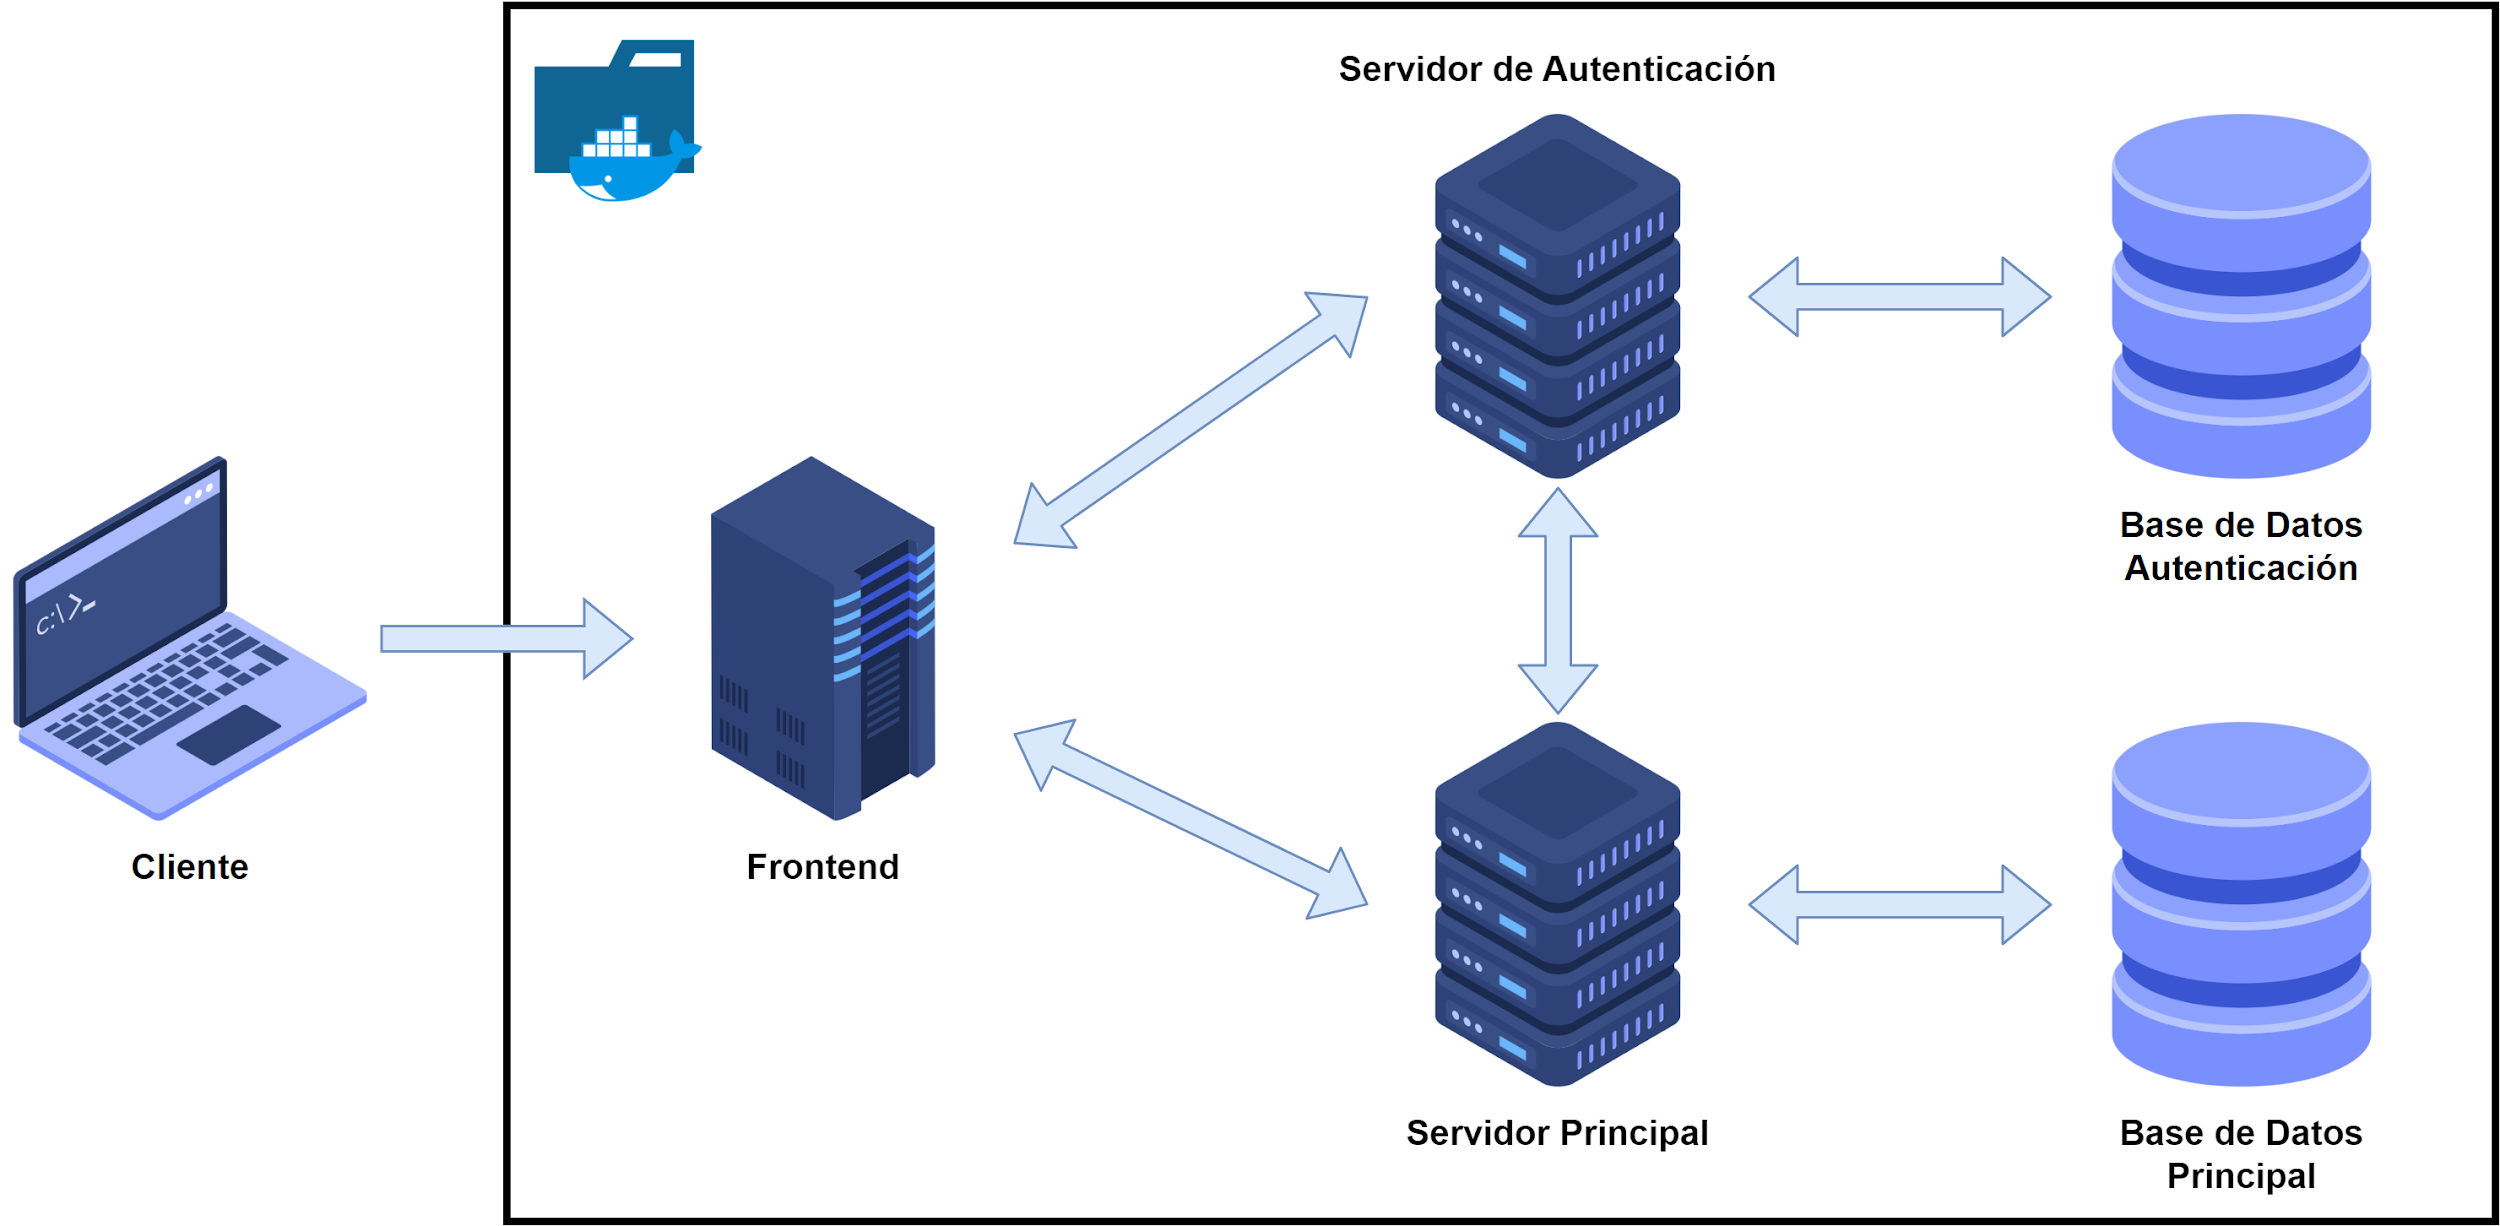 Servidor de Autenticación
Base de Datos
Autenticación
C:\>-
Cliente
Frontend
Servidor Principal
Base de Datos
Principal